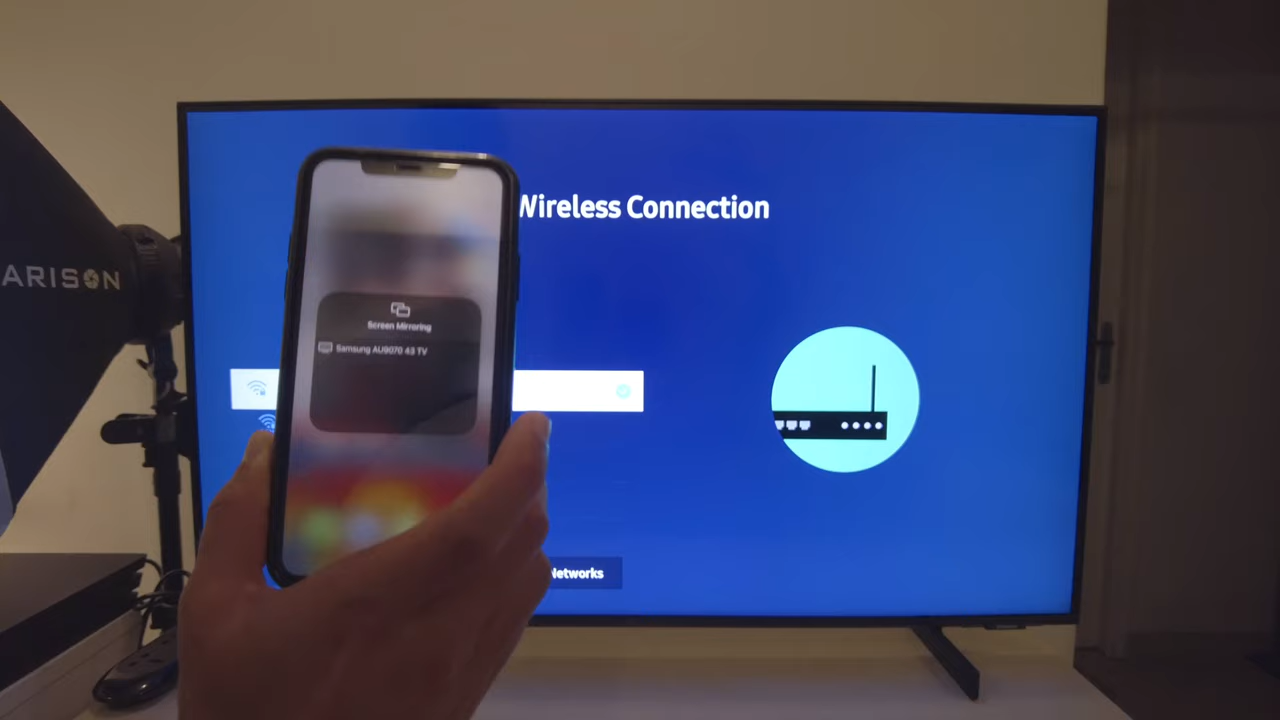 Wireless Connection
ARISON
Screen Mirroring
Samsung AU9070 43 TV
Networks